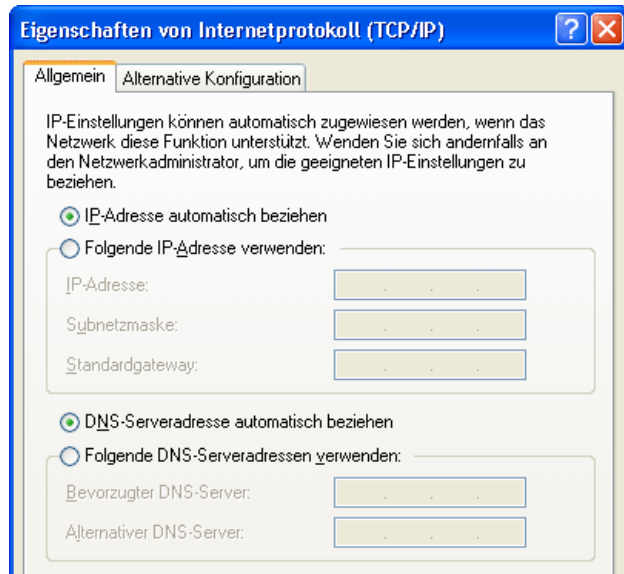 Eigenschaften von Internetprotokoll (TCP/IP)
Allgemein
Alternative Konfiguration
IP-Einstellungen können automatisch zugewiesen werden, wenn das
Netzwerk diese Funktion unterstützt. Wenden Sie sich andernfalls an
den Netzwerkadministrator, um die geeigneten IP-Einstellungen zu
beziehen.
IP-Adresse automatisch beziehen
Folgende IP-Adresse verwenden:
IP-Adresse:
Subnetzmaske:
Standardgateway:
DNS-Serveradresse automatisch beziehen
Folgende DNS-Serveradressen verwenden:
Bevorzugter DNS-Server:
Alternativer DNS-Server: